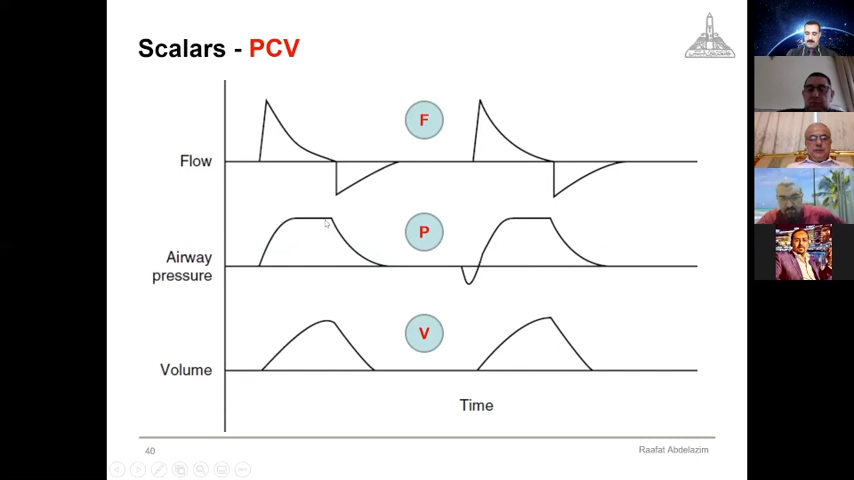 Scalars - PCV
F
Flow
P
Airway
pressure
V
Volume
Time
40
Raafat Abdelazim